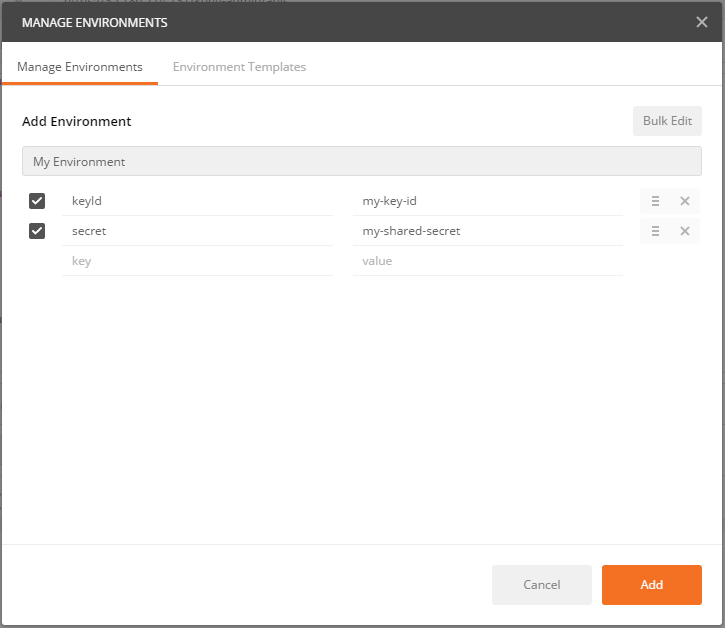 MANAGE ENVIRONMENTS
Manage Environments Environment Templates
Add Environment Bulk Edit
My Environment
keyId my-key-id
secret my-shared-secret
key value
Cancel Add